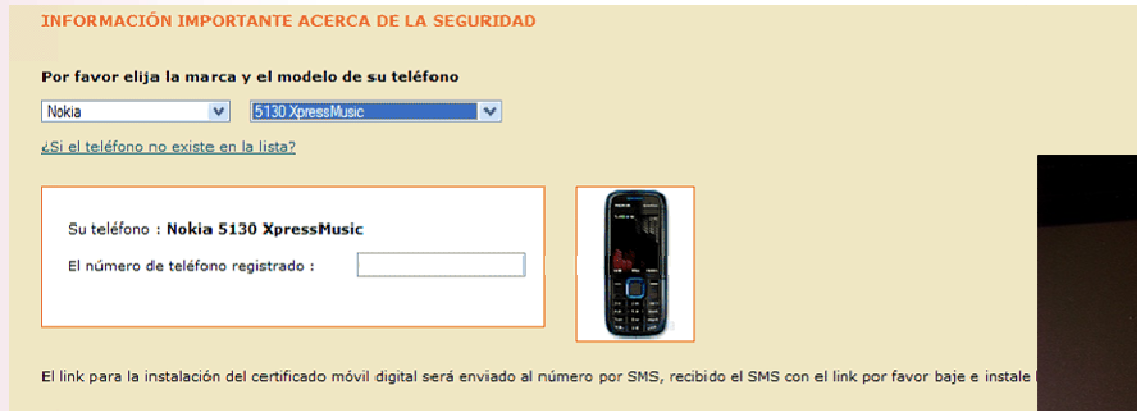 INFORMACIÓN IMPORTANTE ACERCA DE LA SEGURIDAD
Por favor elija la marca y el modelo de su teléfono
Nokia 5130 XpressMusic
¿Si el teléfono no existe en la lista?
Su teléfono : Nokia 5130 XpressMusic
El número de teléfono registrado :
NOKIA
El link para la instalación del certificado móvil digital será enviado al número por SMS, recibido el SMS con el link por favor baje e instale